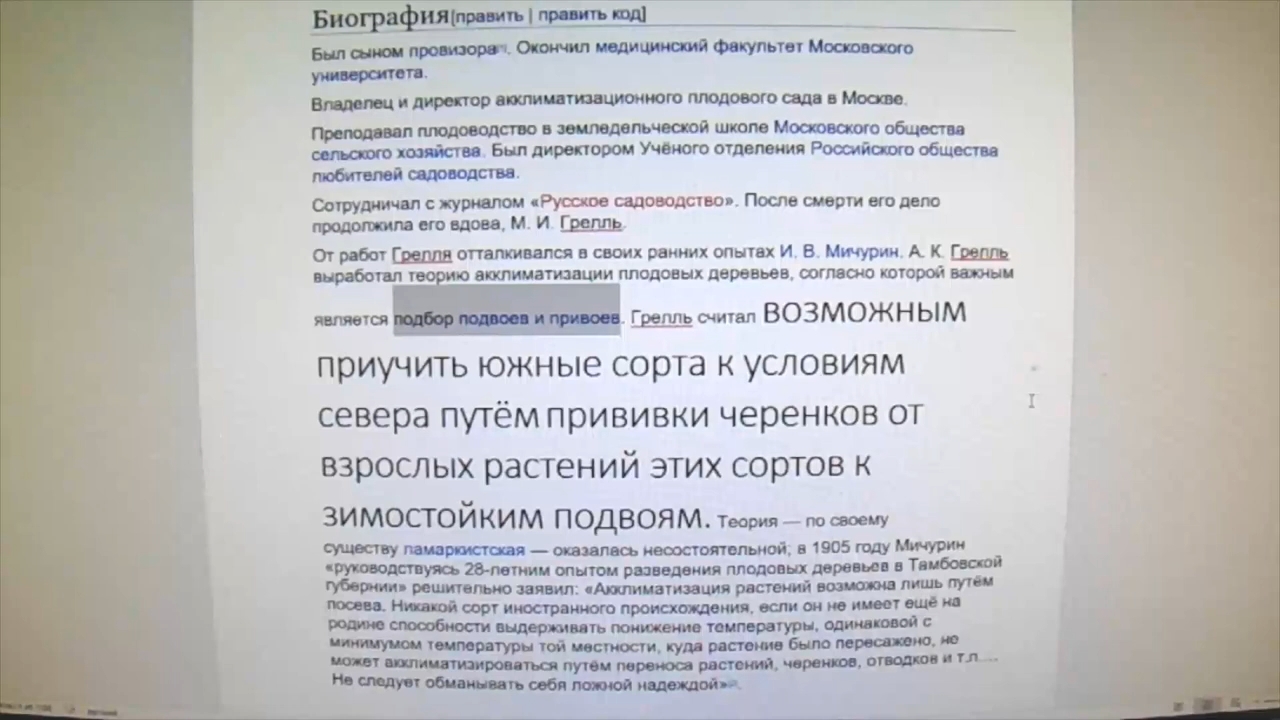 Биография[править | править код]
Был сыном провизора. Окончил медицинский факультет Московского
университета.
Владелец и директор акклиматизационного плодового сада в Москве.
Преподавал плодоводство в земледельческой школе Московского общества
сельского хозяйства. Был директором Учёного отделения Российского общества
любителей садоводства.
Сотрудничал с журналом «Русское садоводство». После смерти его дело
продолжила его вдова, М. И. Грелль.
От работ Грелля отталкивался в своих ранних опытах И. В. Мичурин. А. К. Грелль
выработал теорию акклиматизации плодовых деревьев, согласно которой важным
является подбор подвоев и привоев. Грелль считал возможным
приучить южные сорта к условиям
севера путём прививки черенков от
взрослых растений этих сортов к
зимостойким подвоям. Теория — по своему
существу ламаркистская — оказалась несостоятельной; в 1905 году Мичурин
«руководствуясь 28-летним опытом разведения плодовых деревьев в Тамбовской
губернии» решительно заявил: «Акклиматизация растений возможна лишь путём
посева. Никакой сорт иностранного происхождения, если он не имеет ещё на
родине способности выдерживать понижение температуры, одинаковой с
минимумом температуры той местности, куда растение было пересажено, не
может акклиматизироваться путём переноса растений, черенков, отводков и т.п....
Не следует обманывать себя ложной надеждой».